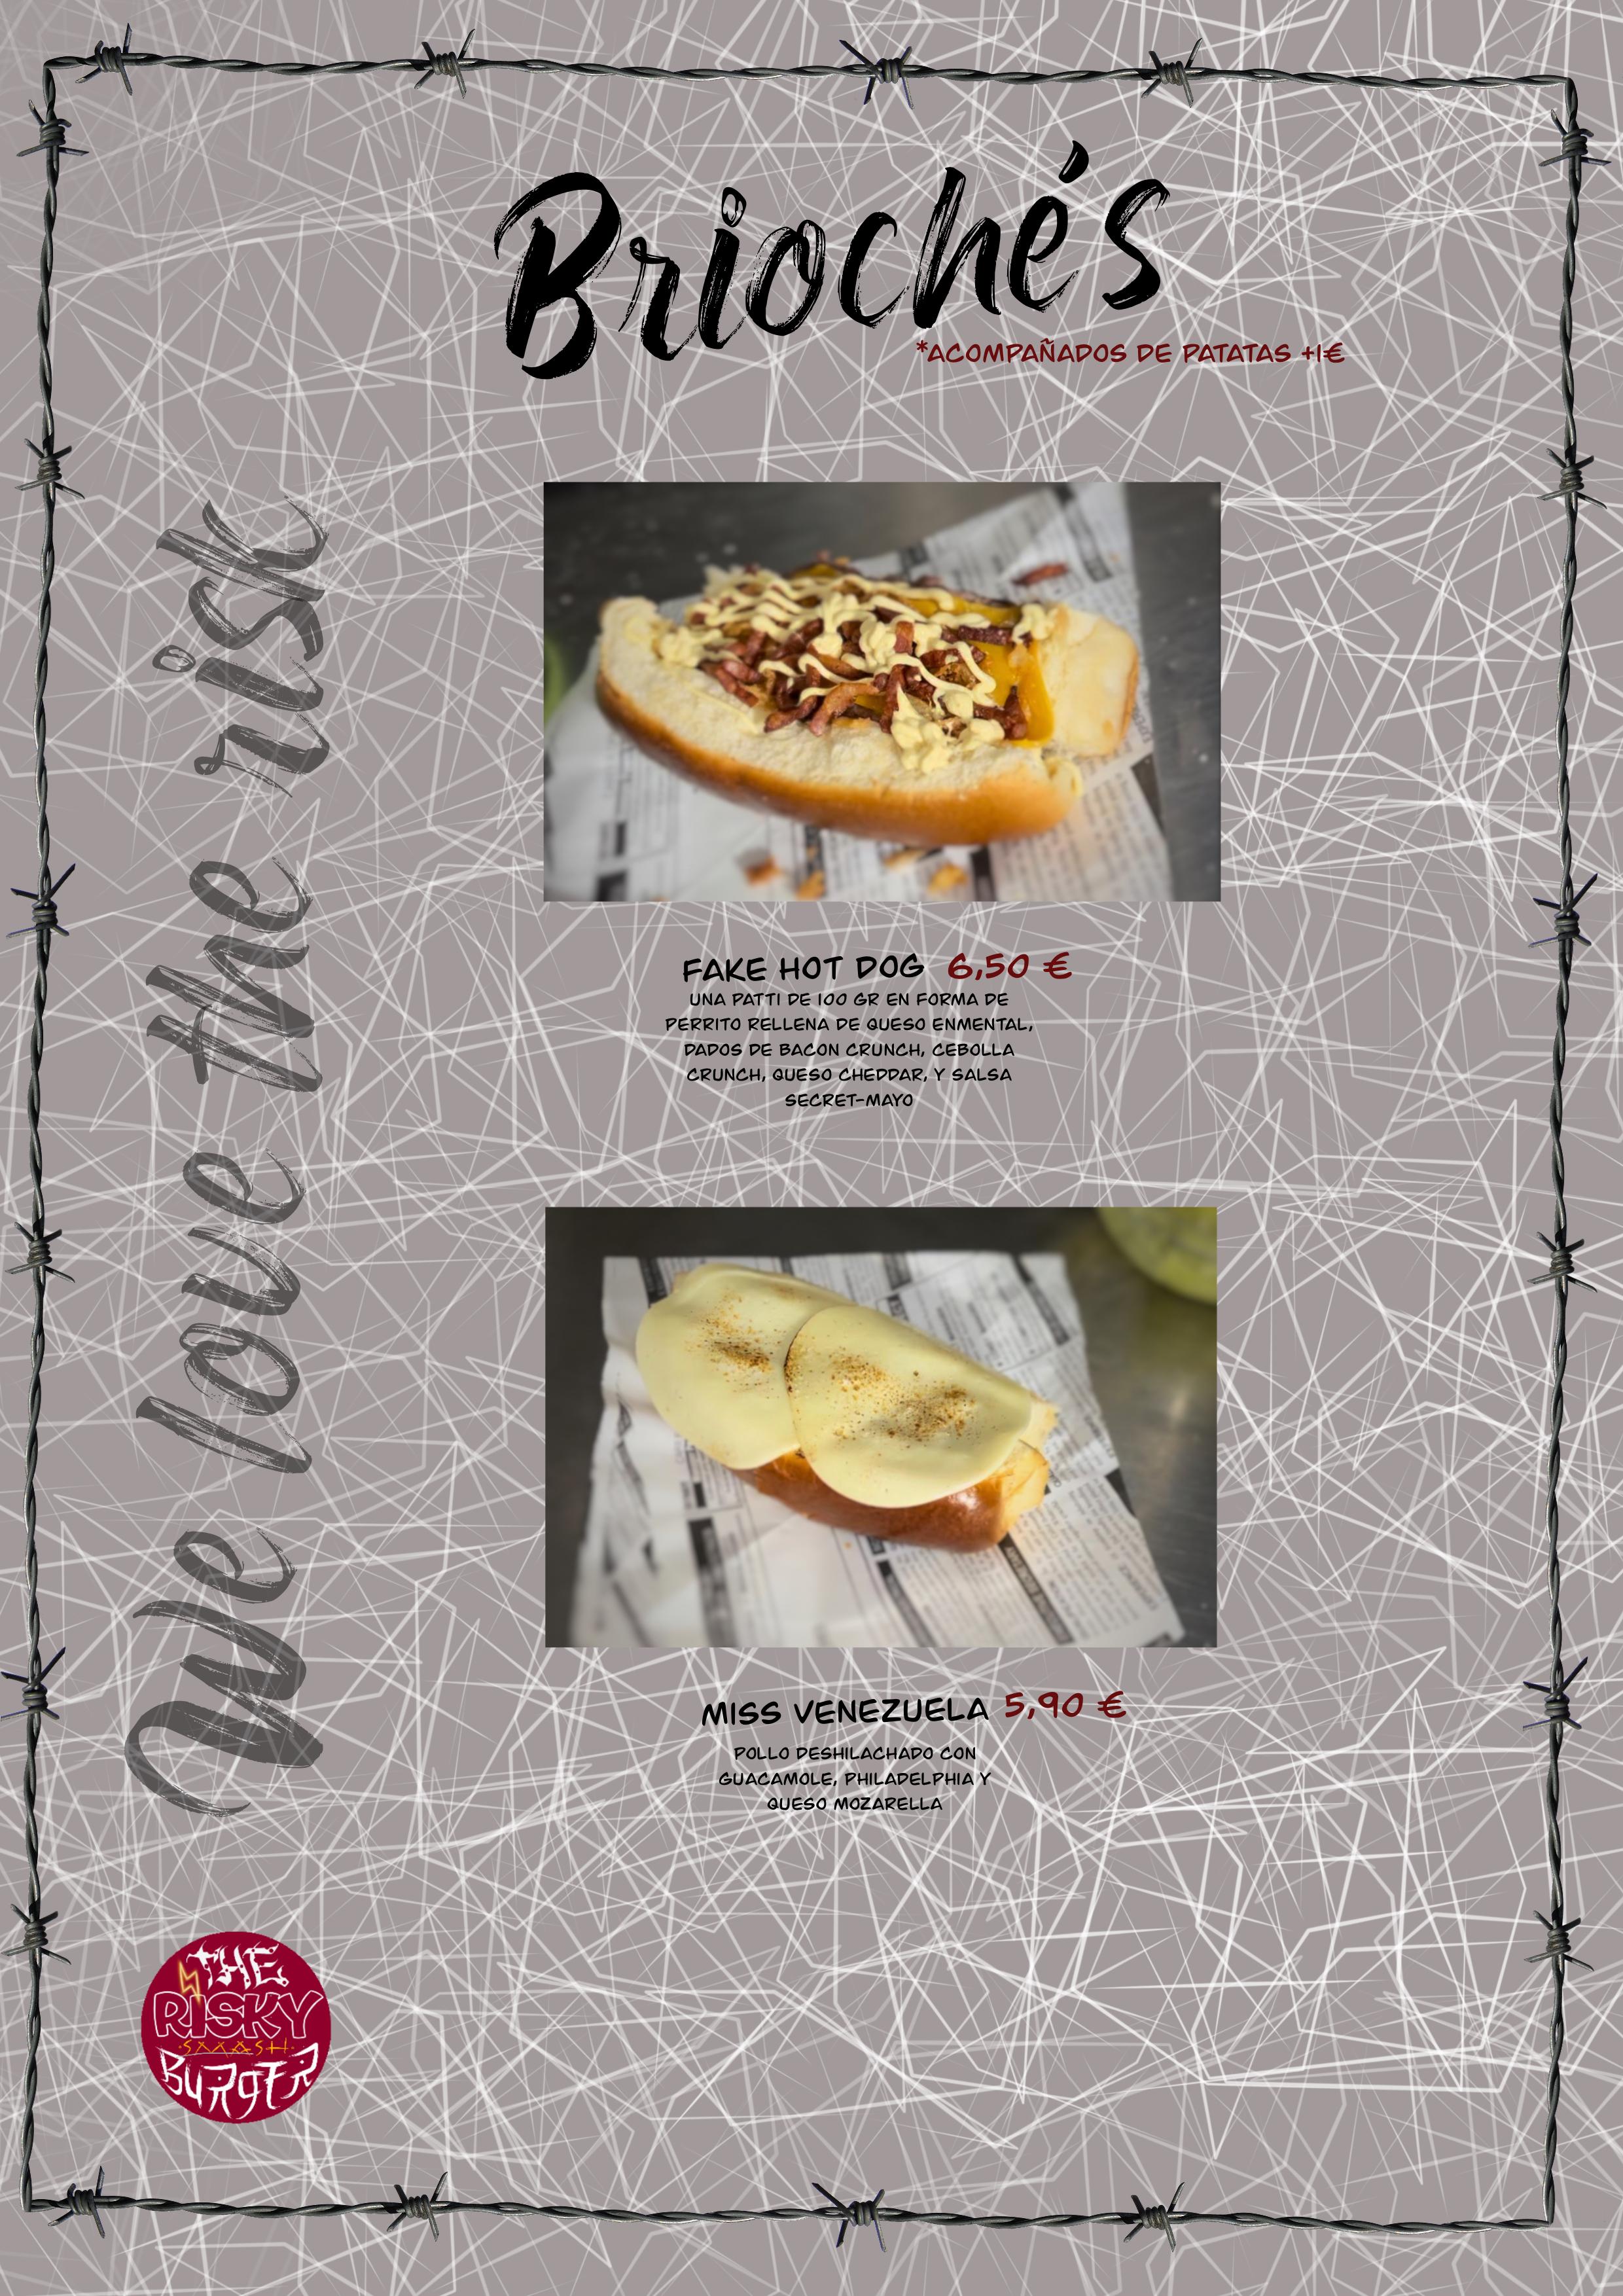 Briochés
*ACOMPAÑADOS DE PATATAS +1€
We love the risk
FAKE HOT DOG 6,50 €
UNA PATTI DE 100 GR EN FORMA DE
PERRITO RELLENA DE QUESO ENMENTAL,
DADOS DE BACON CRUNCH, CEBOLLA
CRUNCH, QUESO CHEDDAR, Y SALSA
SECRET-MAYO
MISS VENEZUELA 5,90 €
POLLO DESHILACHADO CON
GUACAMOLE, PHILADELPHIA Y
QUESO MOZARELLA
THE
RISKY
SMASH
BURGER